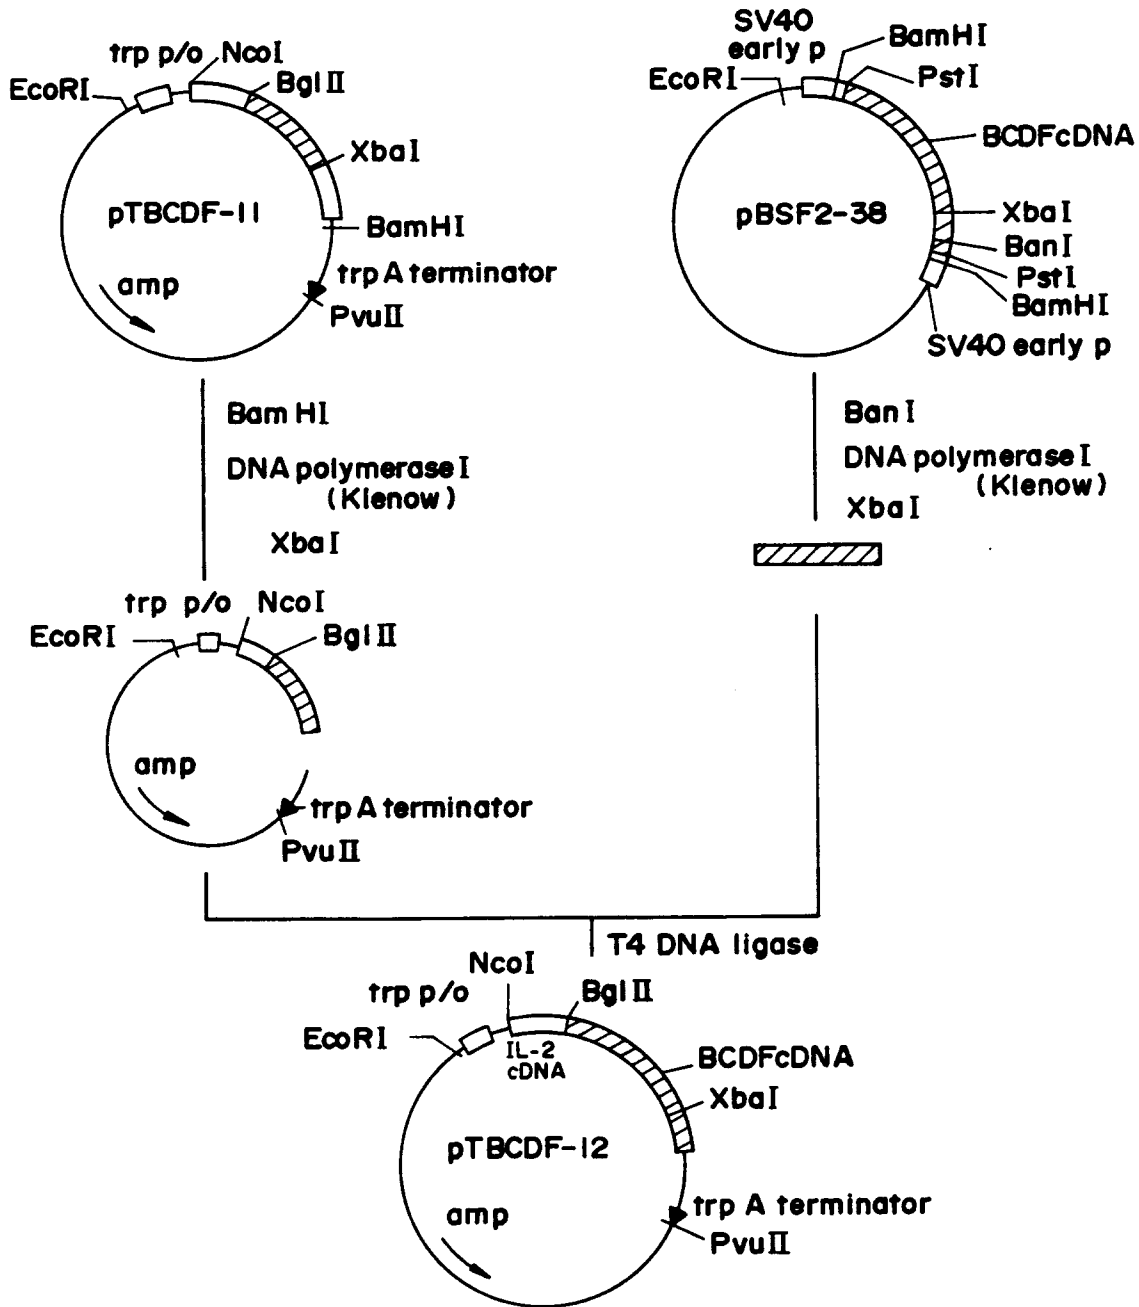 trp p/o
NcoI
BglII
EcoRI
XbaI
pTBCDF-11
BamHI
amp
trp A terminator
PvuII
SV40
early p
BamHI
EcoRI
PstI
BCDFcDNA
pBSF2-38
XbaI
BanI
PstI
BamHI
SV40 early p
Bam HI
DNA polymerase I
(Klenow)
XbaI
BanI
DNA polymerase I
(Klenow)
XbaI
trp p/o
NcoI
EcoRI
BglII
amp
trp A terminator
PvuII
T4 DNA ligase
NcoI
trp p/o
BglII
EcoRI
IL-2
cDNA
BCDFcDNA
XbaI
pTBCDF-12
amp
trp A terminator
PvuII